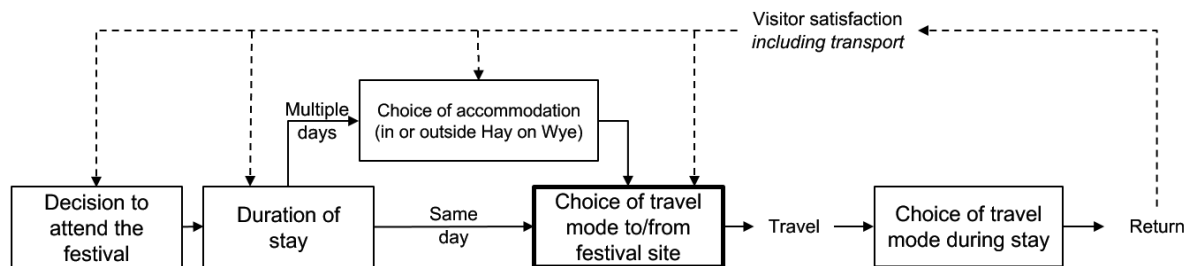 Visitor satisfaction
including transport
Multiple
days
Choice of accommodation
(in or outside Hay on Wye)
Decision to
attend the
festival
Duration of
stay
Same
day
Choice of travel
mode to/from
festival site
Travel
Choice of travel
mode during stay
Return